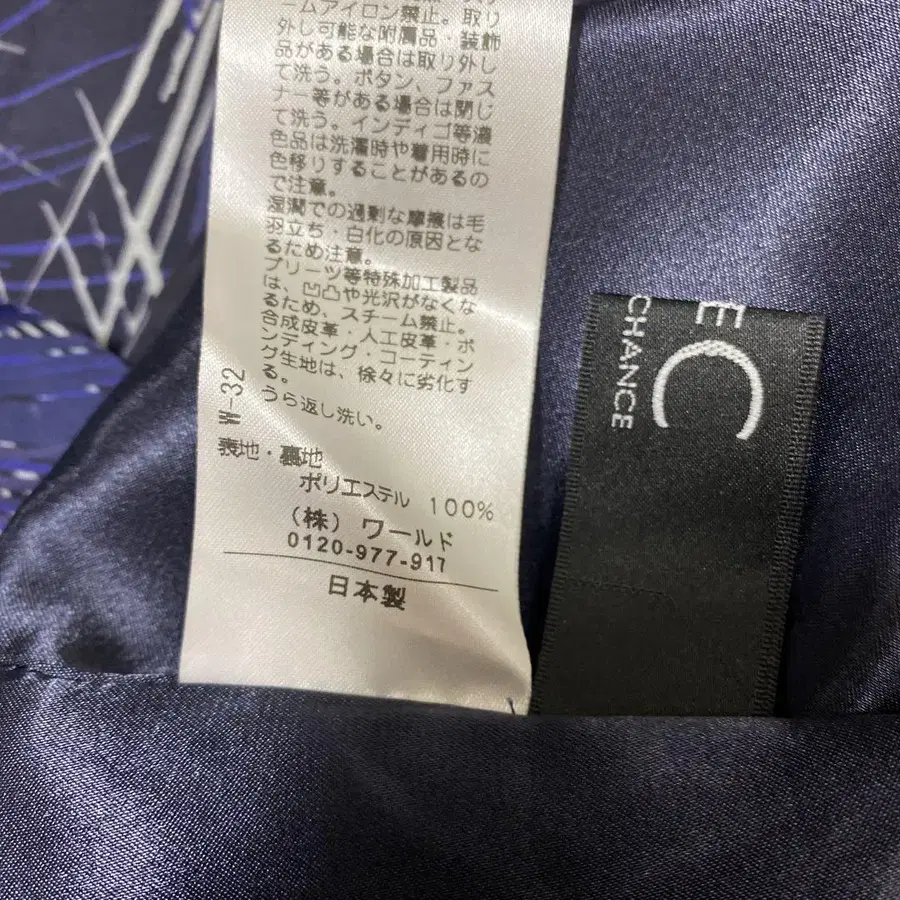 ームアイロン禁止。取り
外し可能な附属品・装飾
品がある場合は取り外し
て洗う。ボタン、ファス
ナー等がある場合は閉じ
て洗う。インディゴ等濃
色品は洗濯時や着用時に
色移りすることがあるの
で注意。
湿潤での過剰な摩擦は毛
羽立ち・白化の原因とな
るため注意。
プリーツ等特殊加工製品
は、凹凸や光沢がなくな
るため、スチーム禁止。
合成皮革・人工皮革・ボ
ンディング・コーティン
グ生地は、徐々に劣化す
る。
うら返し洗い。
W-32
表地・裏地
ポリエステル 100%
(株) ワールド
0120-977-917
日本製
EC
CHANCE